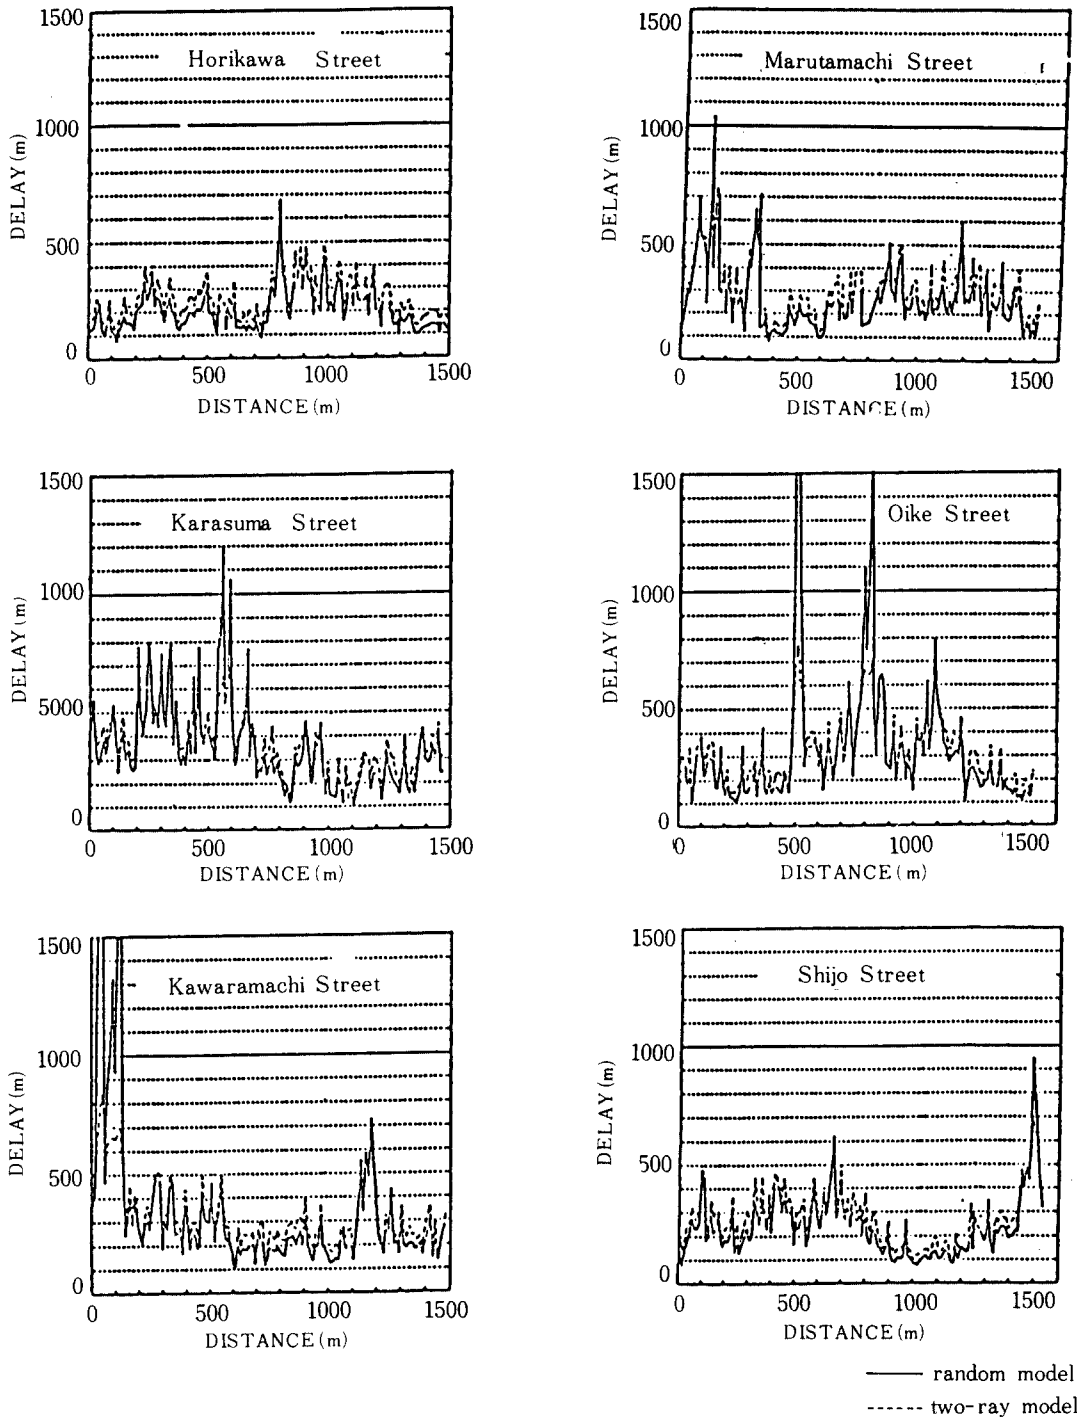 1500
Horikawa Street
1000
DELAY (m)
500
0
0 500 1000 1500
DISTANCE (m)
1500
Marutamachi Street
1000
DELAY (m)
500
0
0 500 1000 1500
DISTANCE (m)
1500
Karasuma Street
1000
DELAY (m)
5000
0
0 500 1000 1500
DISTANCE (m)
1500
Oike Street
1000
DELAY (m)
500
0
0 500 1000 1500
DISTANCE (m)
1500
Kawaramachi Street
1000
DELAY (m)
500
0
0 500 1000 1500
DISTANCE (m)
1500
Shijo Street
1000
DELAY (m)
500
0
0 500 1000 1500
DISTANCE (m)
random model
two-ray model